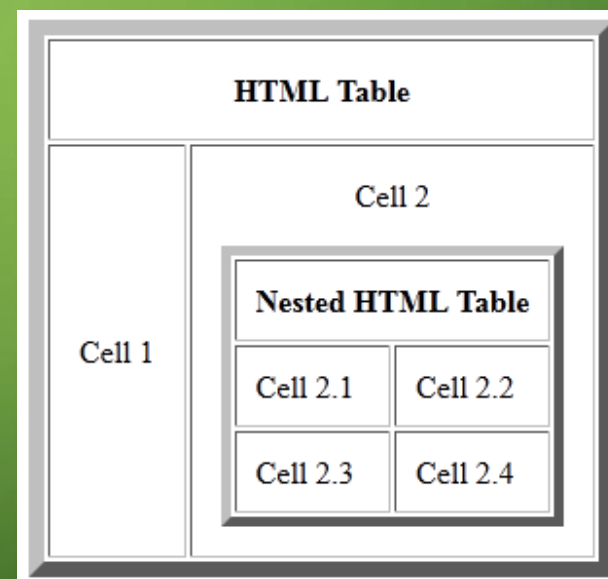 HTML Table
Cell 1
Cell 2
Nested HTML Table
Cell 2.1 Cell 2.2
Cell 2.3 Cell 2.4